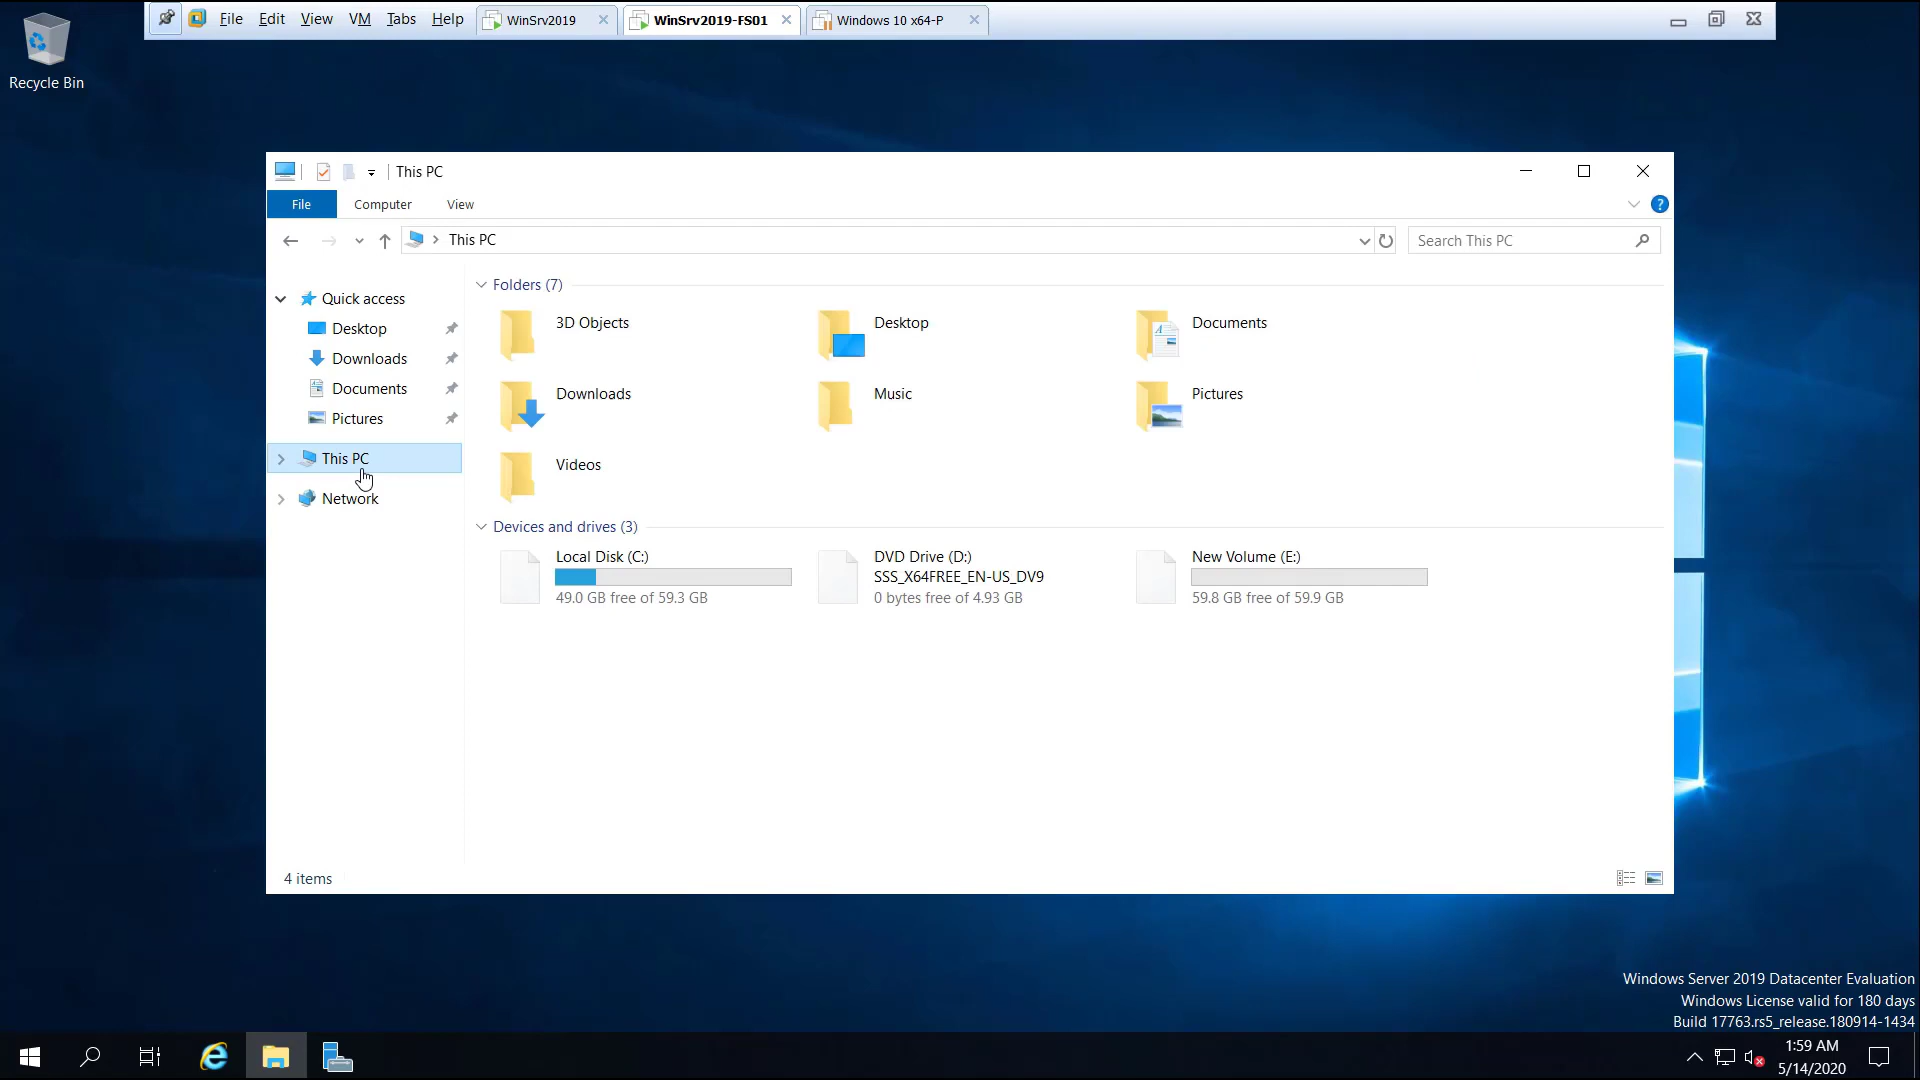 File Edit View VM Tabs Help WinSrv2019 WinSrv2019-FS01 Windows 10 x64-P
Recycle Bin
This PC
File Computer View
This PC Search This PC
Quick access
Desktop
Downloads
Documents
Pictures
This PC
Network
Folders (7)
3D Objects Desktop Documents
Downloads Music Pictures
Videos
Devices and drives (3)
Local Disk (C:)
49.0 GB free of 59.3 GB
DVD Drive (D:)
SSS_X64FREE_EN-US_DV9
0 bytes free of 4.93 GB
New Volume (E:)
59.8 GB free of 59.9 GB
4 items
Windows Server 2019 Datacenter Evaluation
Windows License valid for 180 days
Build 17763.rs5_release.180914-1434
1:59 AM
5/14/2020